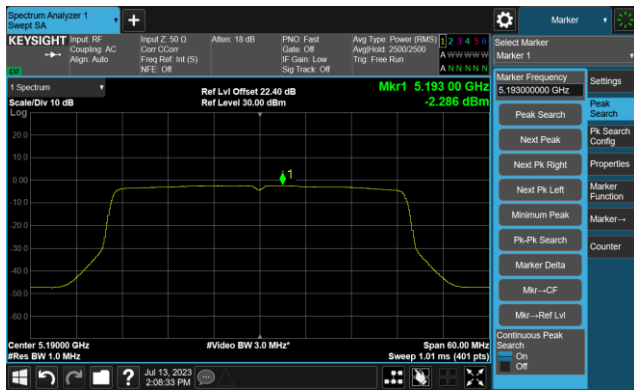 Spectrum Analyzer 1
Swept SA
+
Marker
KEYSIGHT
Input: RF
Coupling: AC
Align: Auto
Input Z: 50 Ω
Corr CCorr
Freq Ref: Int (S)
NFE: Off
Atten: 18 dB
PNO: Fast
Gate: Off
IF Gain: Low
Sig Track: Off
Avg Type: Power (RMS)
Avg|Hold: 2500/2500
Trig: Free Run
1 2 3 4 5 6
A W W W W W
A N N N N N
Select Marker
Marker 1
1 Spectrum
Scale/Div 10 dB
Log
Ref Lvl Offset 22.40 dB
Ref Level 30.00 dBm
Mkr1 5.193 00 GHz
-2.286 dBm
20.0
10.0
0.00
-10.0
-20.0
-30.0
-40.0
-50.0
-60.0
1
Center 5.19000 GHz
#Res BW 1.0 MHz
#Video BW 3.0 MHz*
Span 60.00 MHz
Sweep 1.01 ms (401 pts)
Marker Frequency
5.193000000 GHz
Peak Search
Next Peak
Next Pk Right
Next Pk Left
Minimum Peak
Pk-Pk Search
Marker Delta
Mkr→CF
Mkr→Ref Lvl
Continuous Peak
Search
On
Off
Settings
Peak
Search
Pk Search
Config
Properties
Marker
Function
Marker→
Counter
?
Jul 13, 2023
2:08:33 PM